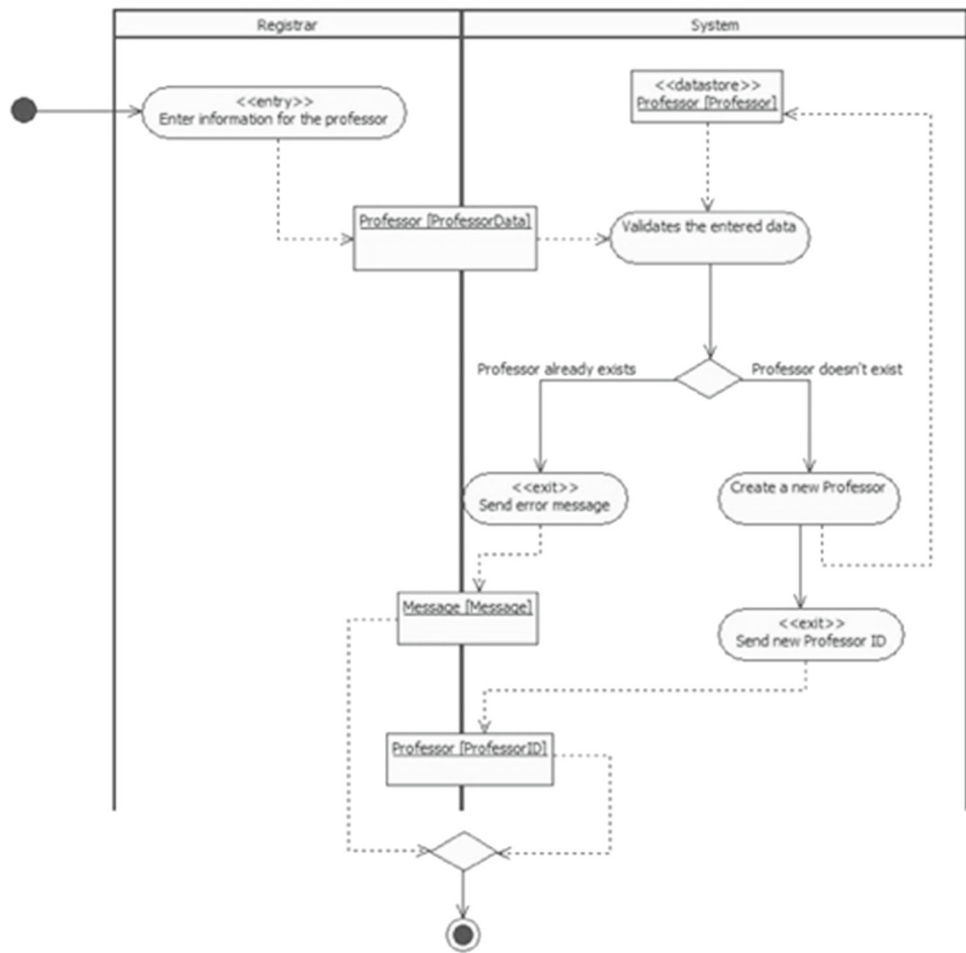 Registrar
System
<<entry>>
Enter information for the professor
<<datastore>>
Professor [Professor]
Professor [ProfessorData]
Validates the entered data
Professor already exists
Professor doesn't exist
<<exit>>
Send error message
Create a new Professor
Message [Message]
<<exit>>
Send new Professor ID
Professor [ProfessorID]